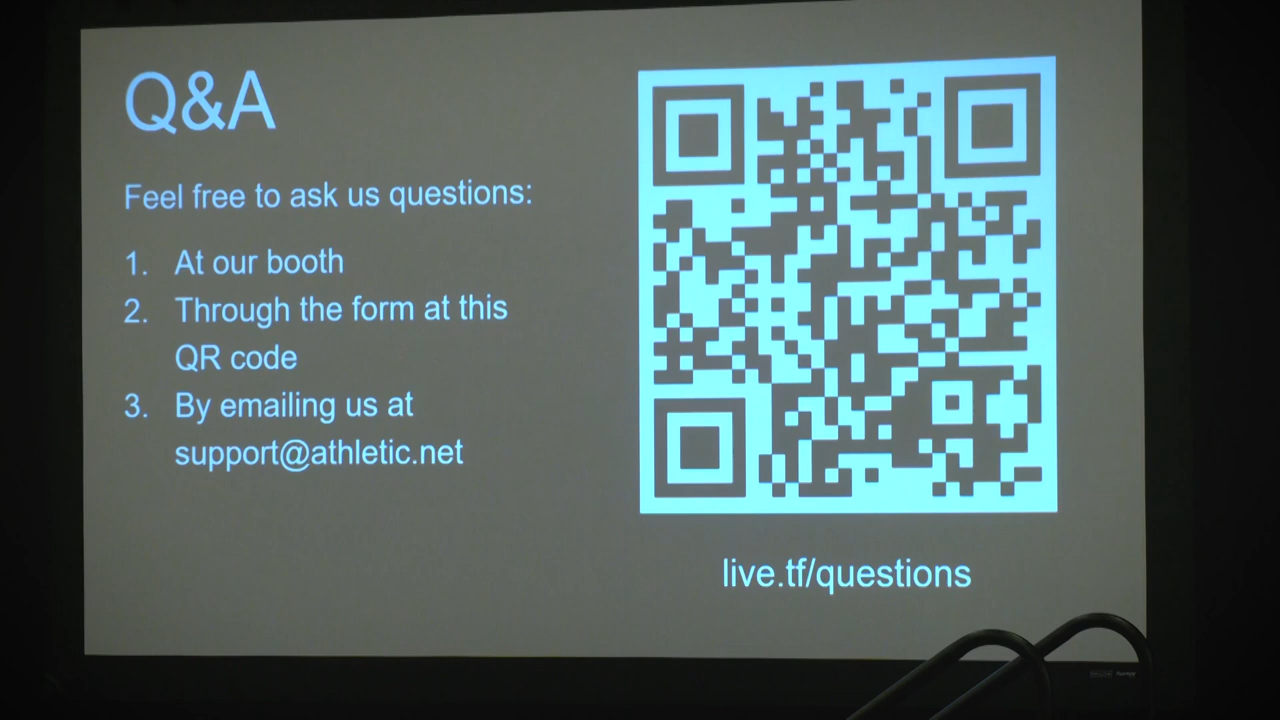 Q&A
Feel free to ask us questions:
1. At our booth
2. Through the form at this
QR code
3. By emailing us at
support@athletic.net
live.tf/questions